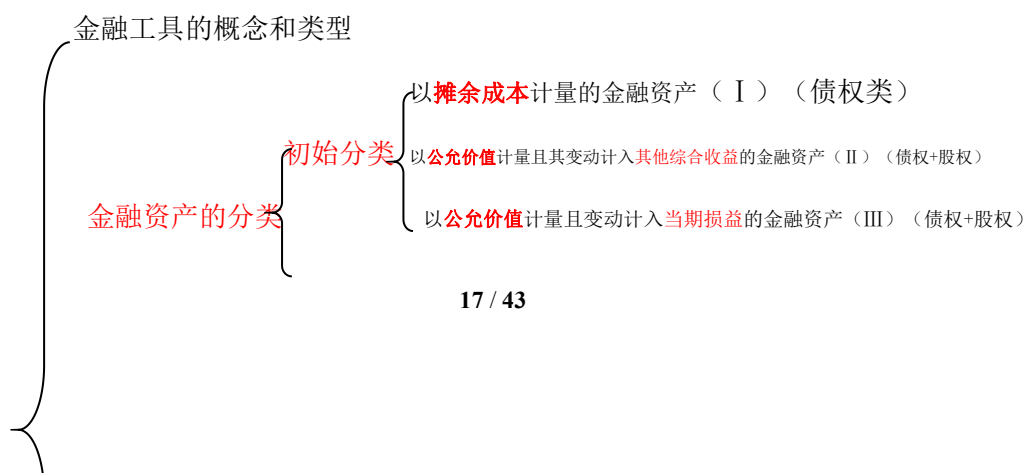 金融工具的概念和类型
以摊余成本计量的金融资产（Ⅰ）（债权类）
初始分类
以公允价值计量且其变动计入其他综合收益的金融资产（Ⅱ）（债权+股权）
金融资产的分类
以公允价值计量且变动计入当期损益的金融资产（Ⅲ）（债权+股权）
17 / 43